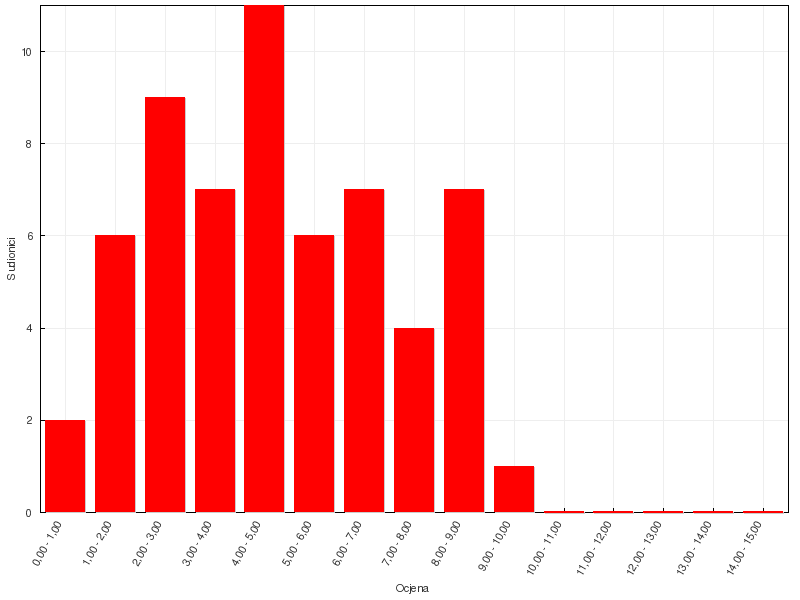 10
8
6
4
2
0
Sudionici
0,00 - 1,00
1,00 - 2,00
2,00 - 3,00
3,00 - 4,00
4,00 - 5,00
5,00 - 6,00
6,00 - 7,00
7,00 - 8,00
8,00 - 9,00
9,00 - 10,00
10,00 - 11,00
11,00 - 12,00
12,00 - 13,00
13,00 - 14,00
14,00 - 15,00
Ocjena